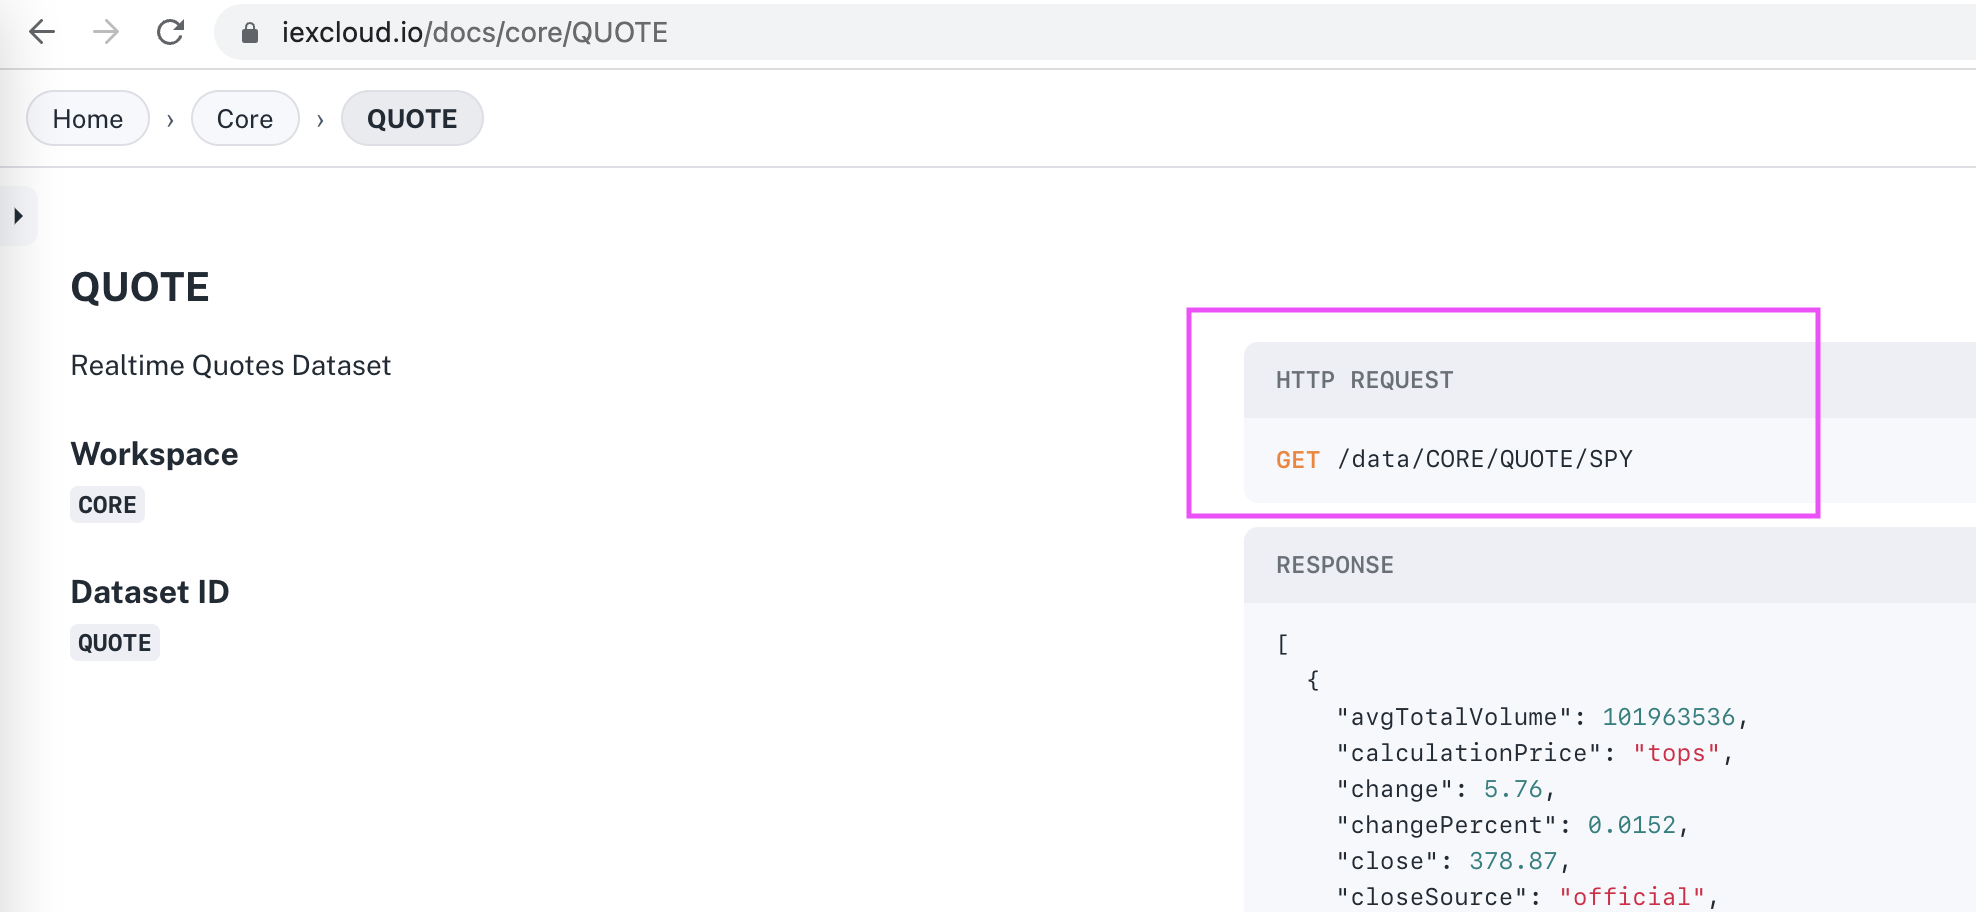 iexcloud.io/docs/core/QUOTE
Home › Core › QUOTE
QUOTE
Realtime Quotes Dataset
Workspace
CORE
Dataset ID
QUOTE
HTTP REQUEST
GET /data/CORE/QUOTE/SPY
RESPONSE
[
{
"avgTotalVolume": 101963536,
"calculationPrice": "tops",
"change": 5.76,
"changePercent": 0.0152,
"close": 378.87,
"closeSource": "official",